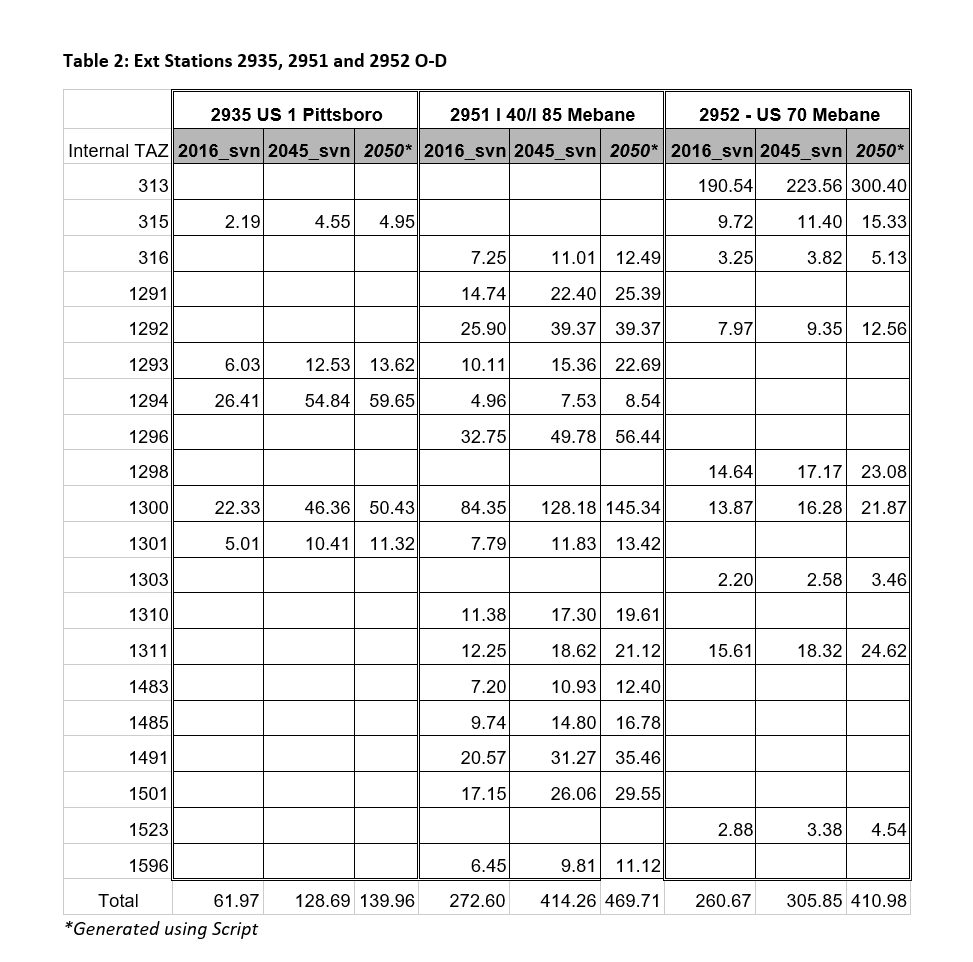 Table 2: Ext Stations 2935, 2951 and 2952 O-D
2935 US 1 Pittsboro 2951 I 40/I 85 Mebane 2952 - US 70 Mebane
Internal TAZ 2016_svn 2045_svn 2050* 2016_svn 2045_svn 2050* 2016_svn 2045_svn 2050*
313 190.54 223.56 300.40
315 2.19 4.55 4.95 9.72 11.40 15.33
316 7.25 11.01 12.49 3.25 3.82 5.13
1291 14.74 22.40 25.39
1292 25.90 39.37 39.37 7.97 9.35 12.56
1293 6.03 12.53 13.62 10.11 15.36 22.69
1294 26.41 54.84 59.65 4.96 7.53 8.54
1296 32.75 49.78 56.44
1298 14.64 17.17 23.08
1300 22.33 46.36 50.43 84.35 128.18 145.34 13.87 16.28 21.87
1301 5.01 10.41 11.32 7.79 11.83 13.42
1303 2.20 2.58 3.46
1310 11.38 17.30 19.61
1311 12.25 18.62 21.12 15.61 18.32 24.62
1483 7.20 10.93 12.40
1485 9.74 14.80 16.78
1491 20.57 31.27 35.46
1501 17.15 26.06 29.55
1523 2.88 3.38 4.54
1596 6.45 9.81 11.12
Total 61.97 128.69 139.96 272.60 414.26 469.71 260.67 305.85 410.98
*Generated using Script